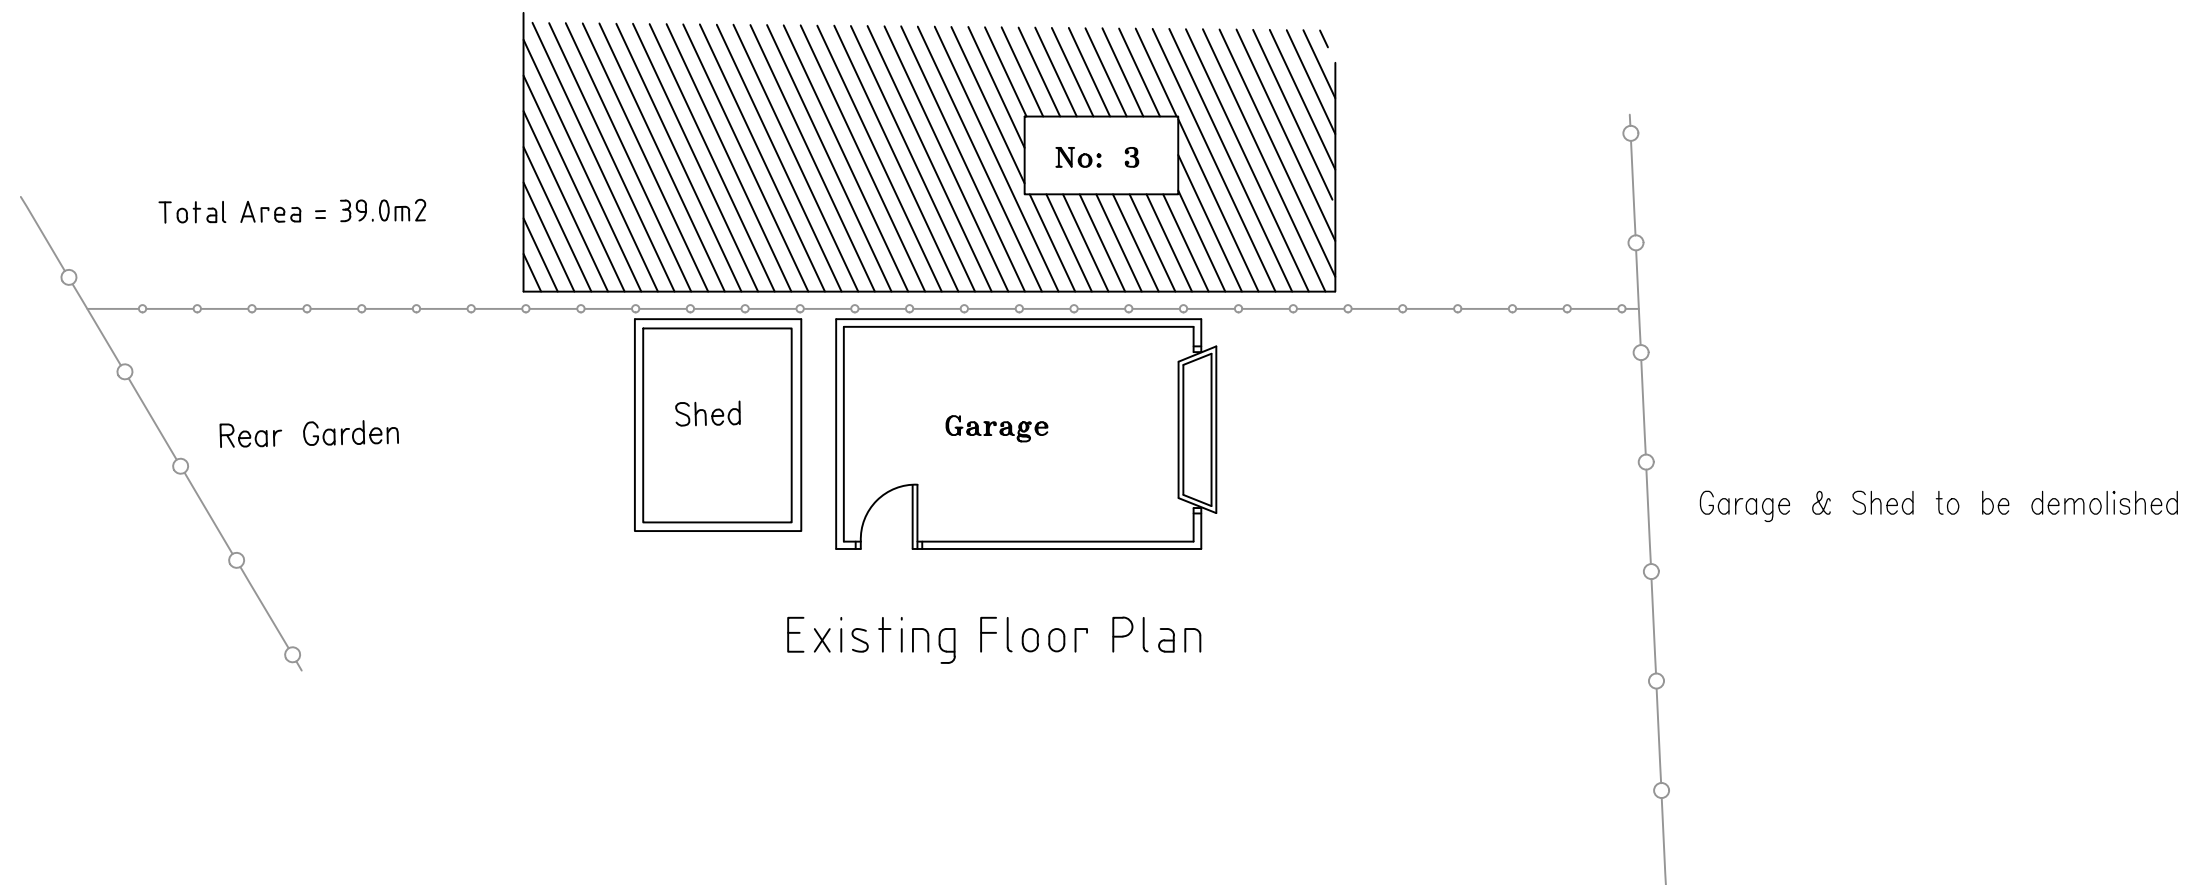 No: 3
Total Area = 39.0m2
Shed
Garage
Rear Garden
Garage & Shed to be demolished
Existing Floor Plan